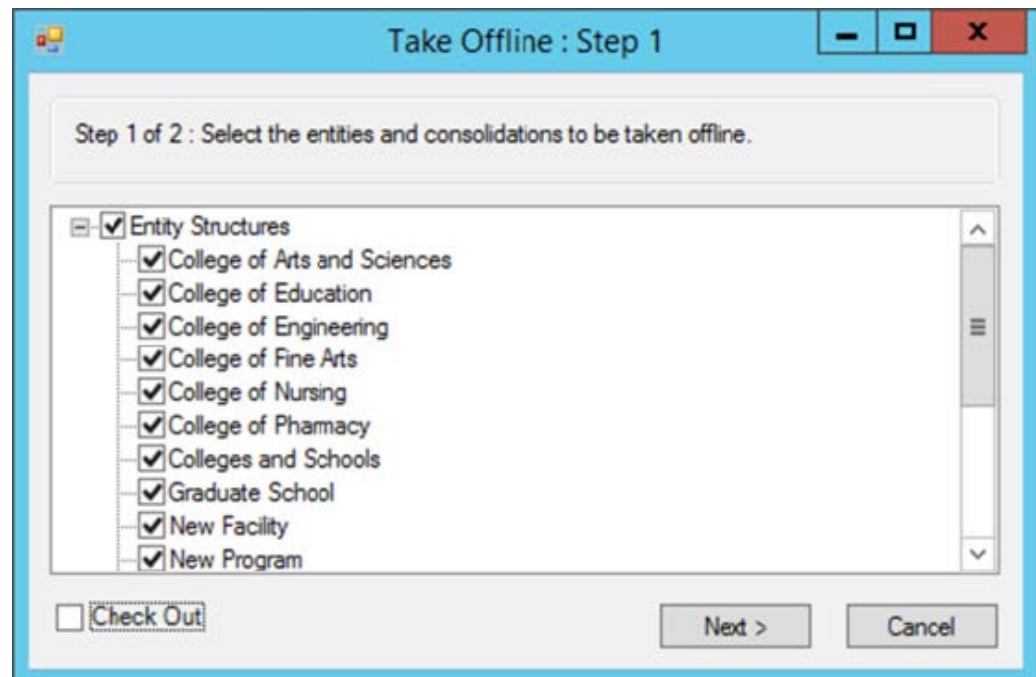 Take Offline : Step 1
Step 1 of 2 : Select the entities and consolidations to be taken offline.
Entity Structures
College of Arts and Sciences
College of Education
College of Engineering
College of Fine Arts
College of Nursing
College of Pharmacy
Colleges and Schools
Graduate School
New Facility
New Program
Check Out
Next >
Cancel